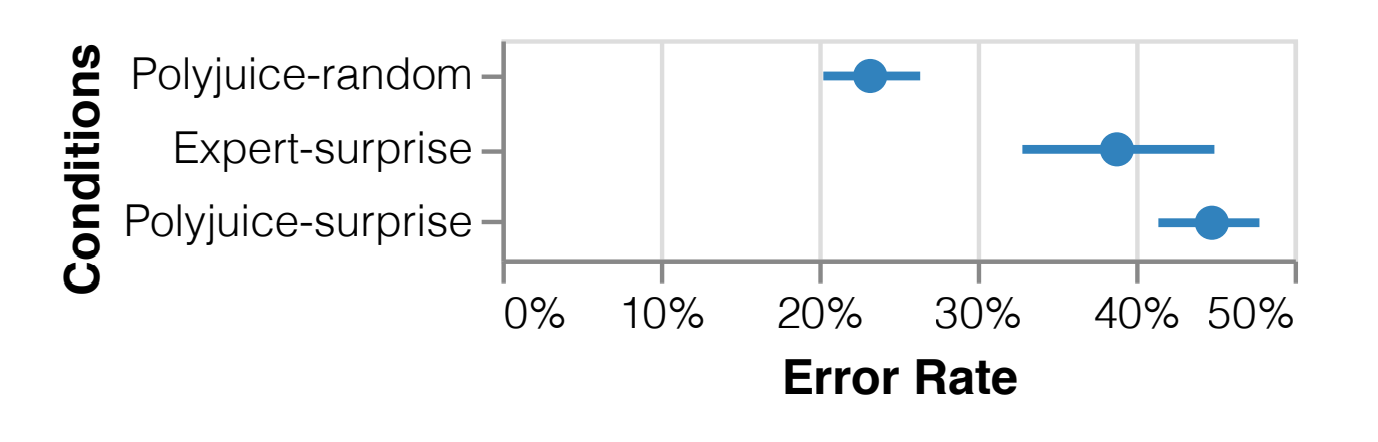 Conditions
Polyjuice-random
Expert-surprise
Polyjuice-surprise
0% 10% 20% 30% 40% 50%
Error Rate